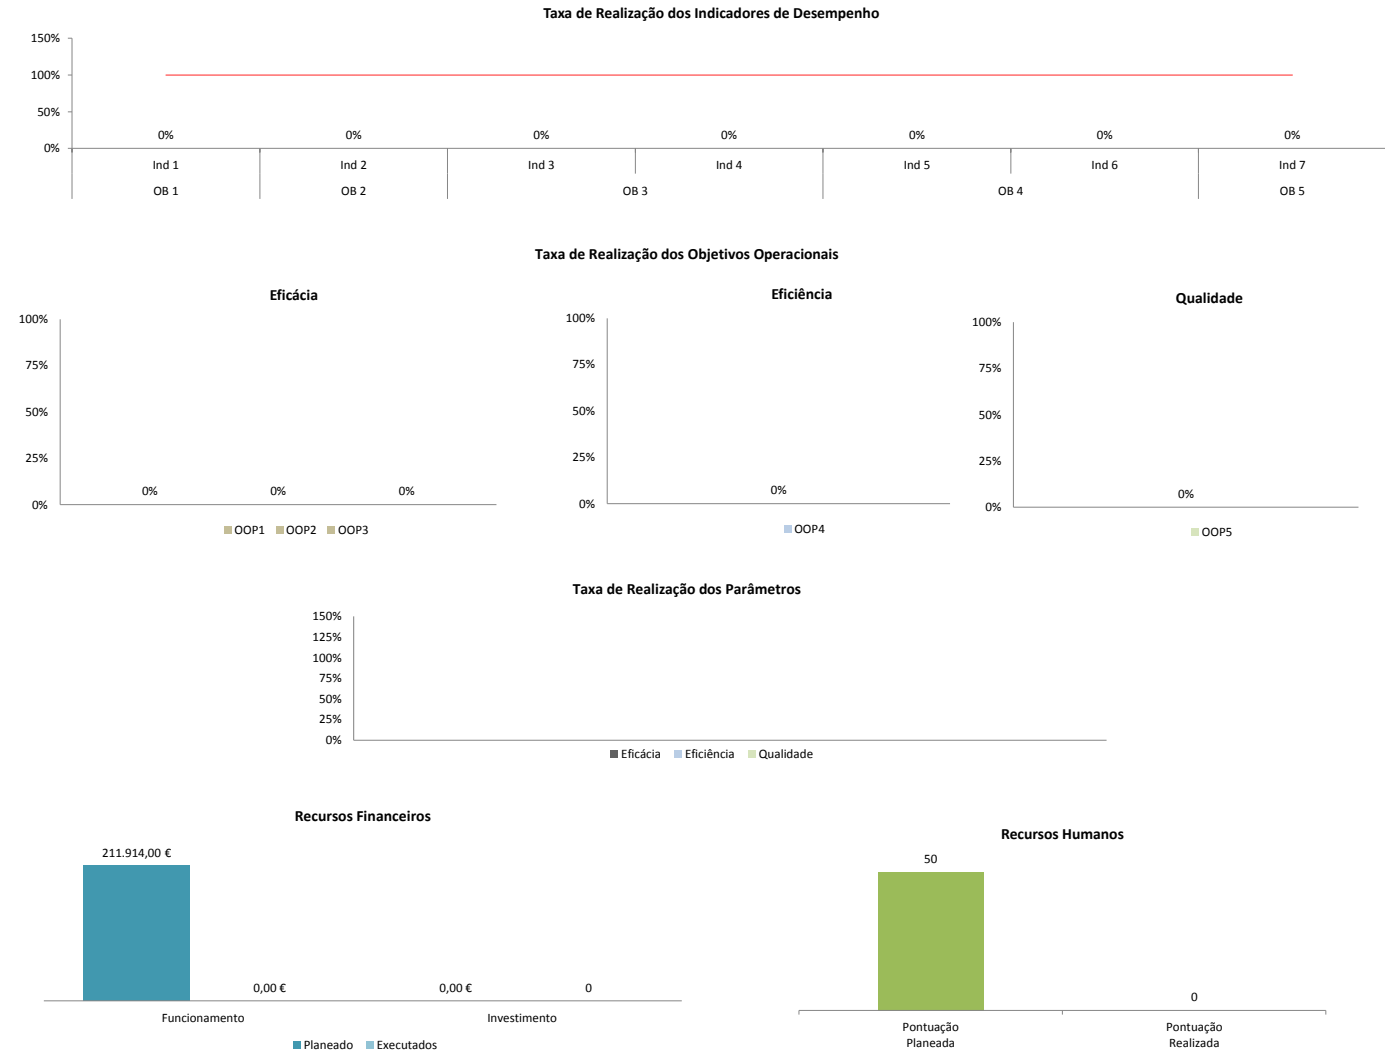 Taxa de Realização dos Indicadores de Desempenho
150%
100%
50%
0%
0% 0% 0% 0% 0% 0% 0%
Ind 1 Ind 2 Ind 3 Ind 4 Ind 5 Ind 6 Ind 7
OB 1 OB 2 OB 3 OB 4 OB 5
Taxa de Realização dos Objetivos Operacionais
Eficácia
100%
75%
50%
25%
0%
0% 0% 0%
OOP1 OOP2 OOP3
Eficiência
100%
75%
50%
25%
0%
0%
OOP4
Qualidade
100%
75%
50%
25%
0%
0%
OOP5
Taxa de Realização dos Parâmetros
150%
125%
100%
75%
50%
25%
0%
Eficácia Eficiência Qualidade
Recursos Financeiros
211.914,00 €
0,00 € 0,00 € 0
Funcionamento Investimento
Planeado Executados
Recursos Humanos
50
0
Pontuação
Planeada
Pontuação
Realizada